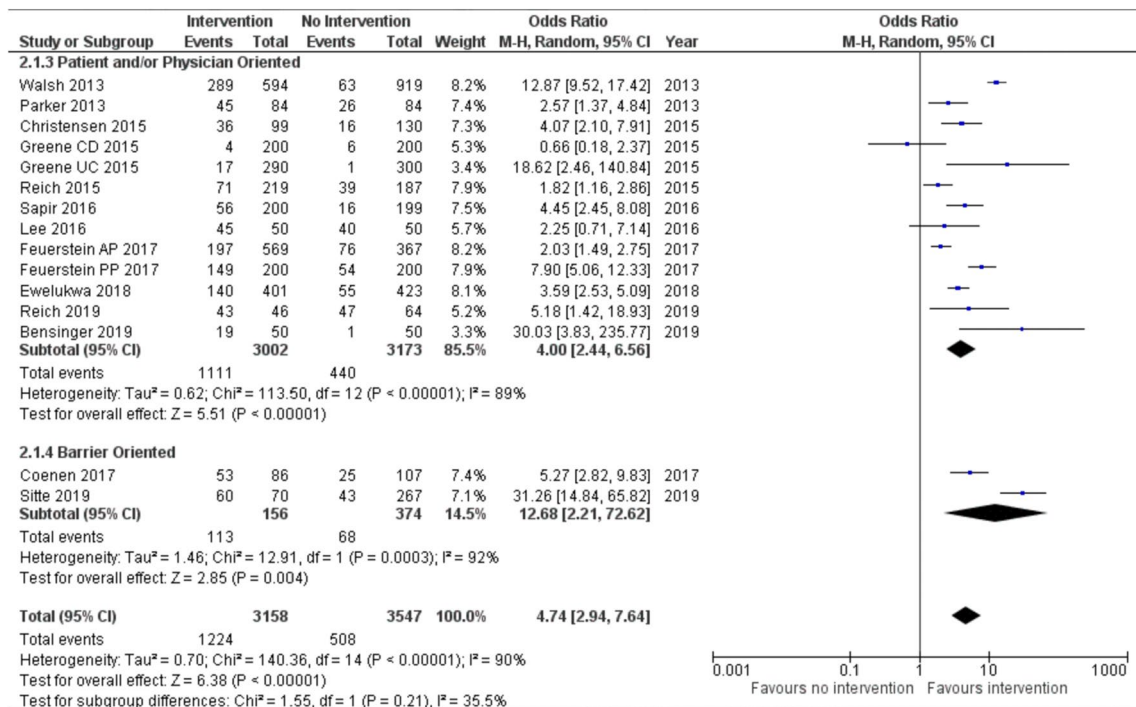 Intervention No Intervention Odds Ratio Odds Ratio
Study or Subgroup Events Total Events Total Weight M-H, Random, 95% CI Year M-H, Random, 95% CI
2.1.3 Patient and/or Physician Oriented
Walsh 2013 289 594 63 919 8.2% 12.87 [9.52, 17.42] 2013
Parker 2013 45 84 26 84 7.4% 2.57 [1.37, 4.84] 2013
Christensen 2015 36 99 16 130 7.3% 4.07 [2.10, 7.91] 2015
Greene CD 2015 4 200 6 200 5.1% 0.66 [0.18, 2.37] 2015
Greene UC 2015 17 290 1 300 3.4% 18.62 [2.46, 140.84] 2015
Reich 2015 71 219 39 187 7.9% 1.82 [1.16, 2.86] 2015
Sapir 2016 56 200 16 199 7.5% 4.45 [2.45, 8.08] 2016
Lee 2016 45 50 40 50 5.7% 2.25 [0.71, 7.14] 2016
Feuerstein AP 2017 197 569 76 367 8.2% 2.03 [1.49, 2.75] 2017
Feuerstein PP 2017 149 200 54 200 7.9% 7.90 [5.06, 12.33] 2017
Ewelukwa 2018 140 401 55 423 8.1% 3.59 [2.53, 5.09] 2018
Reich 2019 43 46 47 64 5.2% 5.18 [1.42, 18.93] 2019
Bensinger 2019 19 50 1 50 3.3% 30.03 [3.83, 235.77] 2019
Subtotal (95% CI) 3002 3173 85.5% 4.00 [2.44, 6.56]
Total events 1111 440
Heterogeneity: Tau² = 0.62; Chi² = 113.50, df = 12 (P < 0.00001); I² = 89%
Test for overall effect: Z = 5.51 (P < 0.00001)
2.1.4 Barrier Oriented
Coenen 2017 53 86 25 107 7.4% 5.27 [2.82, 9.83] 2017
Sitte 2019 60 70 43 267 7.1% 31.26 [14.84, 65.82] 2019
Subtotal (95% CI) 156 374 14.5% 12.68 [2.21, 72.62]
Total events 113 68
Heterogeneity: Tau² = 1.46; Chi² = 12.91, df = 1 (P = 0.0003); I² = 92%
Test for overall effect: Z = 2.85 (P = 0.004)
Total (95% CI) 3158 3547 100.0% 4.74 [2.94, 7.64]
Total events 1224 508
Heterogeneity: Tau² = 0.70; Chi² = 140.36, df = 14 (P < 0.00001); I² = 90%
Test for overall effect: Z = 6.38 (P < 0.00001)
Test for subgroup differences: Chi² = 1.55, df = 1 (P = 0.21), I² = 35.5%
0.001 0.1 1 10 1000
Favours no intervention Favours intervention